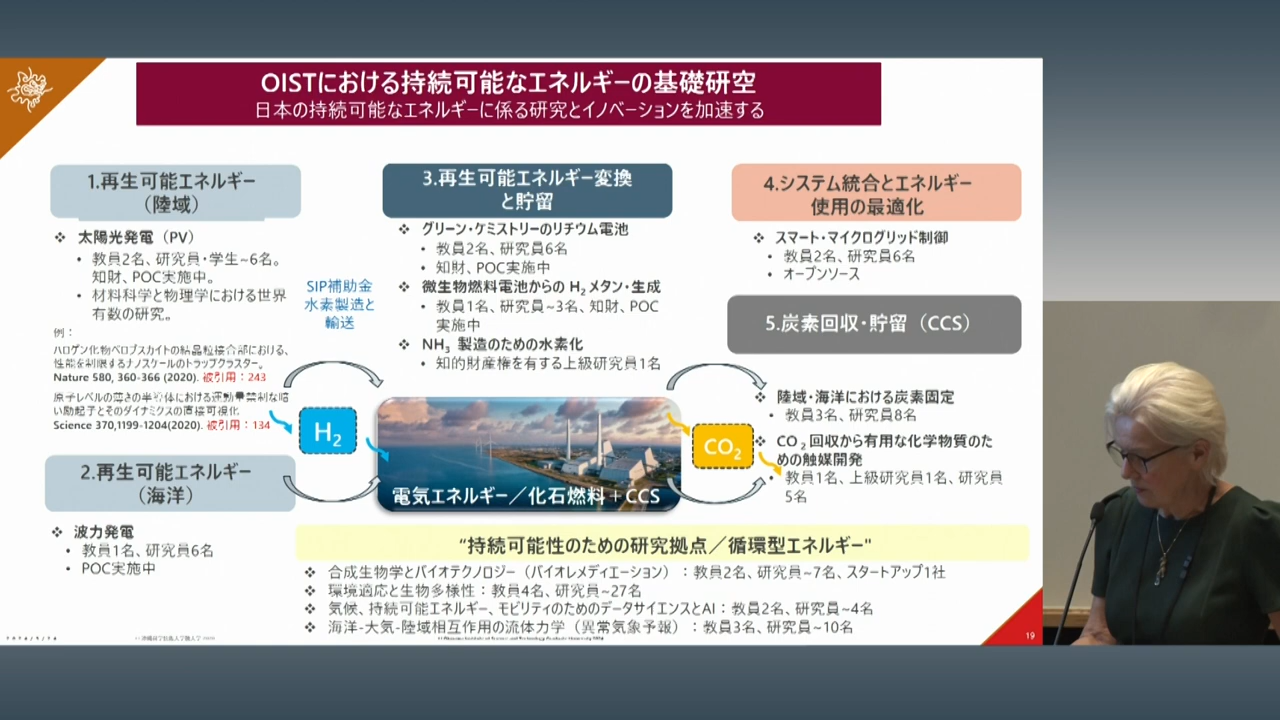 OISTにおける持続可能なエネルギーの基礎研空
日本の持続可能なエネルギーに係る研究とイノベーションを加速する
1.再生可能エネルギー
（陸域）
❖ 太陽光発電（PV）
• 教員2名、研究員・学生~6名。
知財、POC実施中。
• 材料科学と物理学における世界
有数の研究。
例：
ハロゲン化物ペロブスカイトの結晶粒接合部における、
性能を制限するナノスケールのトラップクラスター。
Nature 580, 360-366 (2020). 被引用：243
原子レベルの薄さの半導体における運動量禁制な暗
い励起子とそのダイナミクスの直接可視化
Science 370,1199-1204(2020). 被引用：134
2.再生可能エネルギー
（海洋）
❖ 波力発電
• 教員1名、研究員6名
• POC実施中
SIP補助金
水素製造と
輸送
H₂
3.再生可能エネルギー変換
と貯留
❖ グリーン・ケミストリーのリチウム電池
• 教員2名、研究員6名
• 知財、POC実施中
❖ 微生物燃料電池からの H₂メタン・生成
• 教員1名、研究員~3名、知財、POC
実施中
❖ NH₃ 製造のための水素化
• 知的財産権を有する上級研究員1名
電気エネルギー／化石燃料＋CCS
CO₂
4.システム統合とエネルギー
使用の最適化
❖ スマート・マイクログリッド制御
• 教員2名、研究員6名
• オープンソース
5.炭素回収・貯留（CCS）
❖ 陸域・海洋における炭素固定
• 教員3名、研究員8名
❖ CO₂回収から有用な化学物質のた
めの触媒開発
• 教員1名、上級研究員1名、研究員
5名
“持続可能性のための研究拠点／循環型エネルギー"
❖ 合成生物学とバイオテクノロジー（バイオレメディエーション）：教員2名、研究員~7名、スタートアップ1社
❖ 環境適応と生物多様性：教員4名、研究員~27名
❖ 気候、持続可能エネルギー、モビリティのためのデータサイエンスとAI：教員2名、研究員~4名
❖ 海洋-大気-陸域相互作用の流体力学（異常気象予報）：教員3名、研究員~10名
19